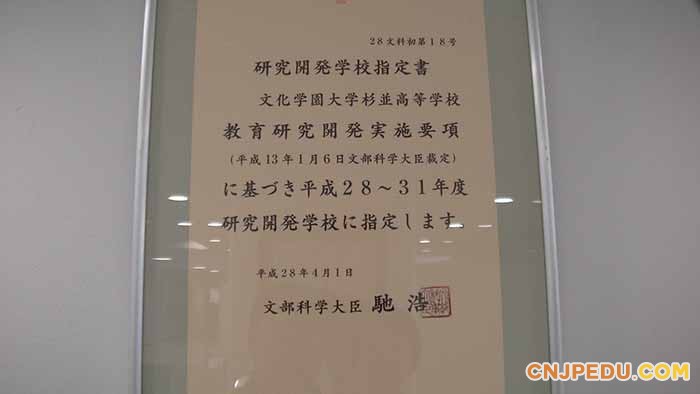 28文科初第18号
研究開発学校指定書
文化学園大学杉並高等学校
教育研究開発実施要項
(平成13年1月6日文部科学大臣裁定)
に基づき平成28～31年度
研究開発学校に指定します。
平成28年4月1日
文部科学大臣 馳 浩
CNJPEDU.COM